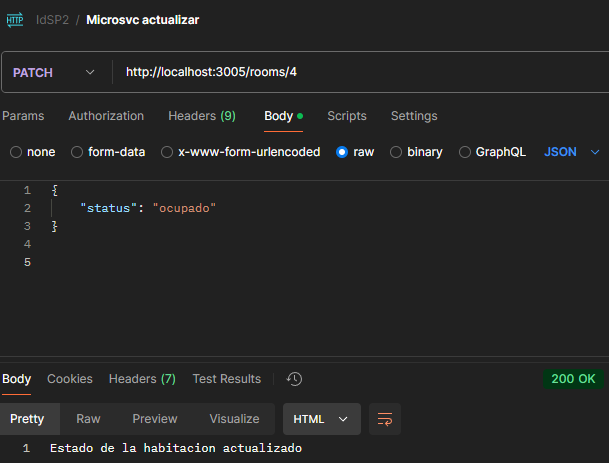 HTTP IdSP2 / Microsvc actualizar
PATCH http://localhost:3005/rooms/4
Params Authorization Headers (9) Body Scripts Settings
none form-data x-www-form-urlencoded raw binary GraphQL JSON
1 {
2 "status": "ocupado"
3 }
4
5
Body Cookies Headers (7) Test Results 200 OK
Pretty Raw Preview Visualize HTML
1 Estado de la habitacion actualizado